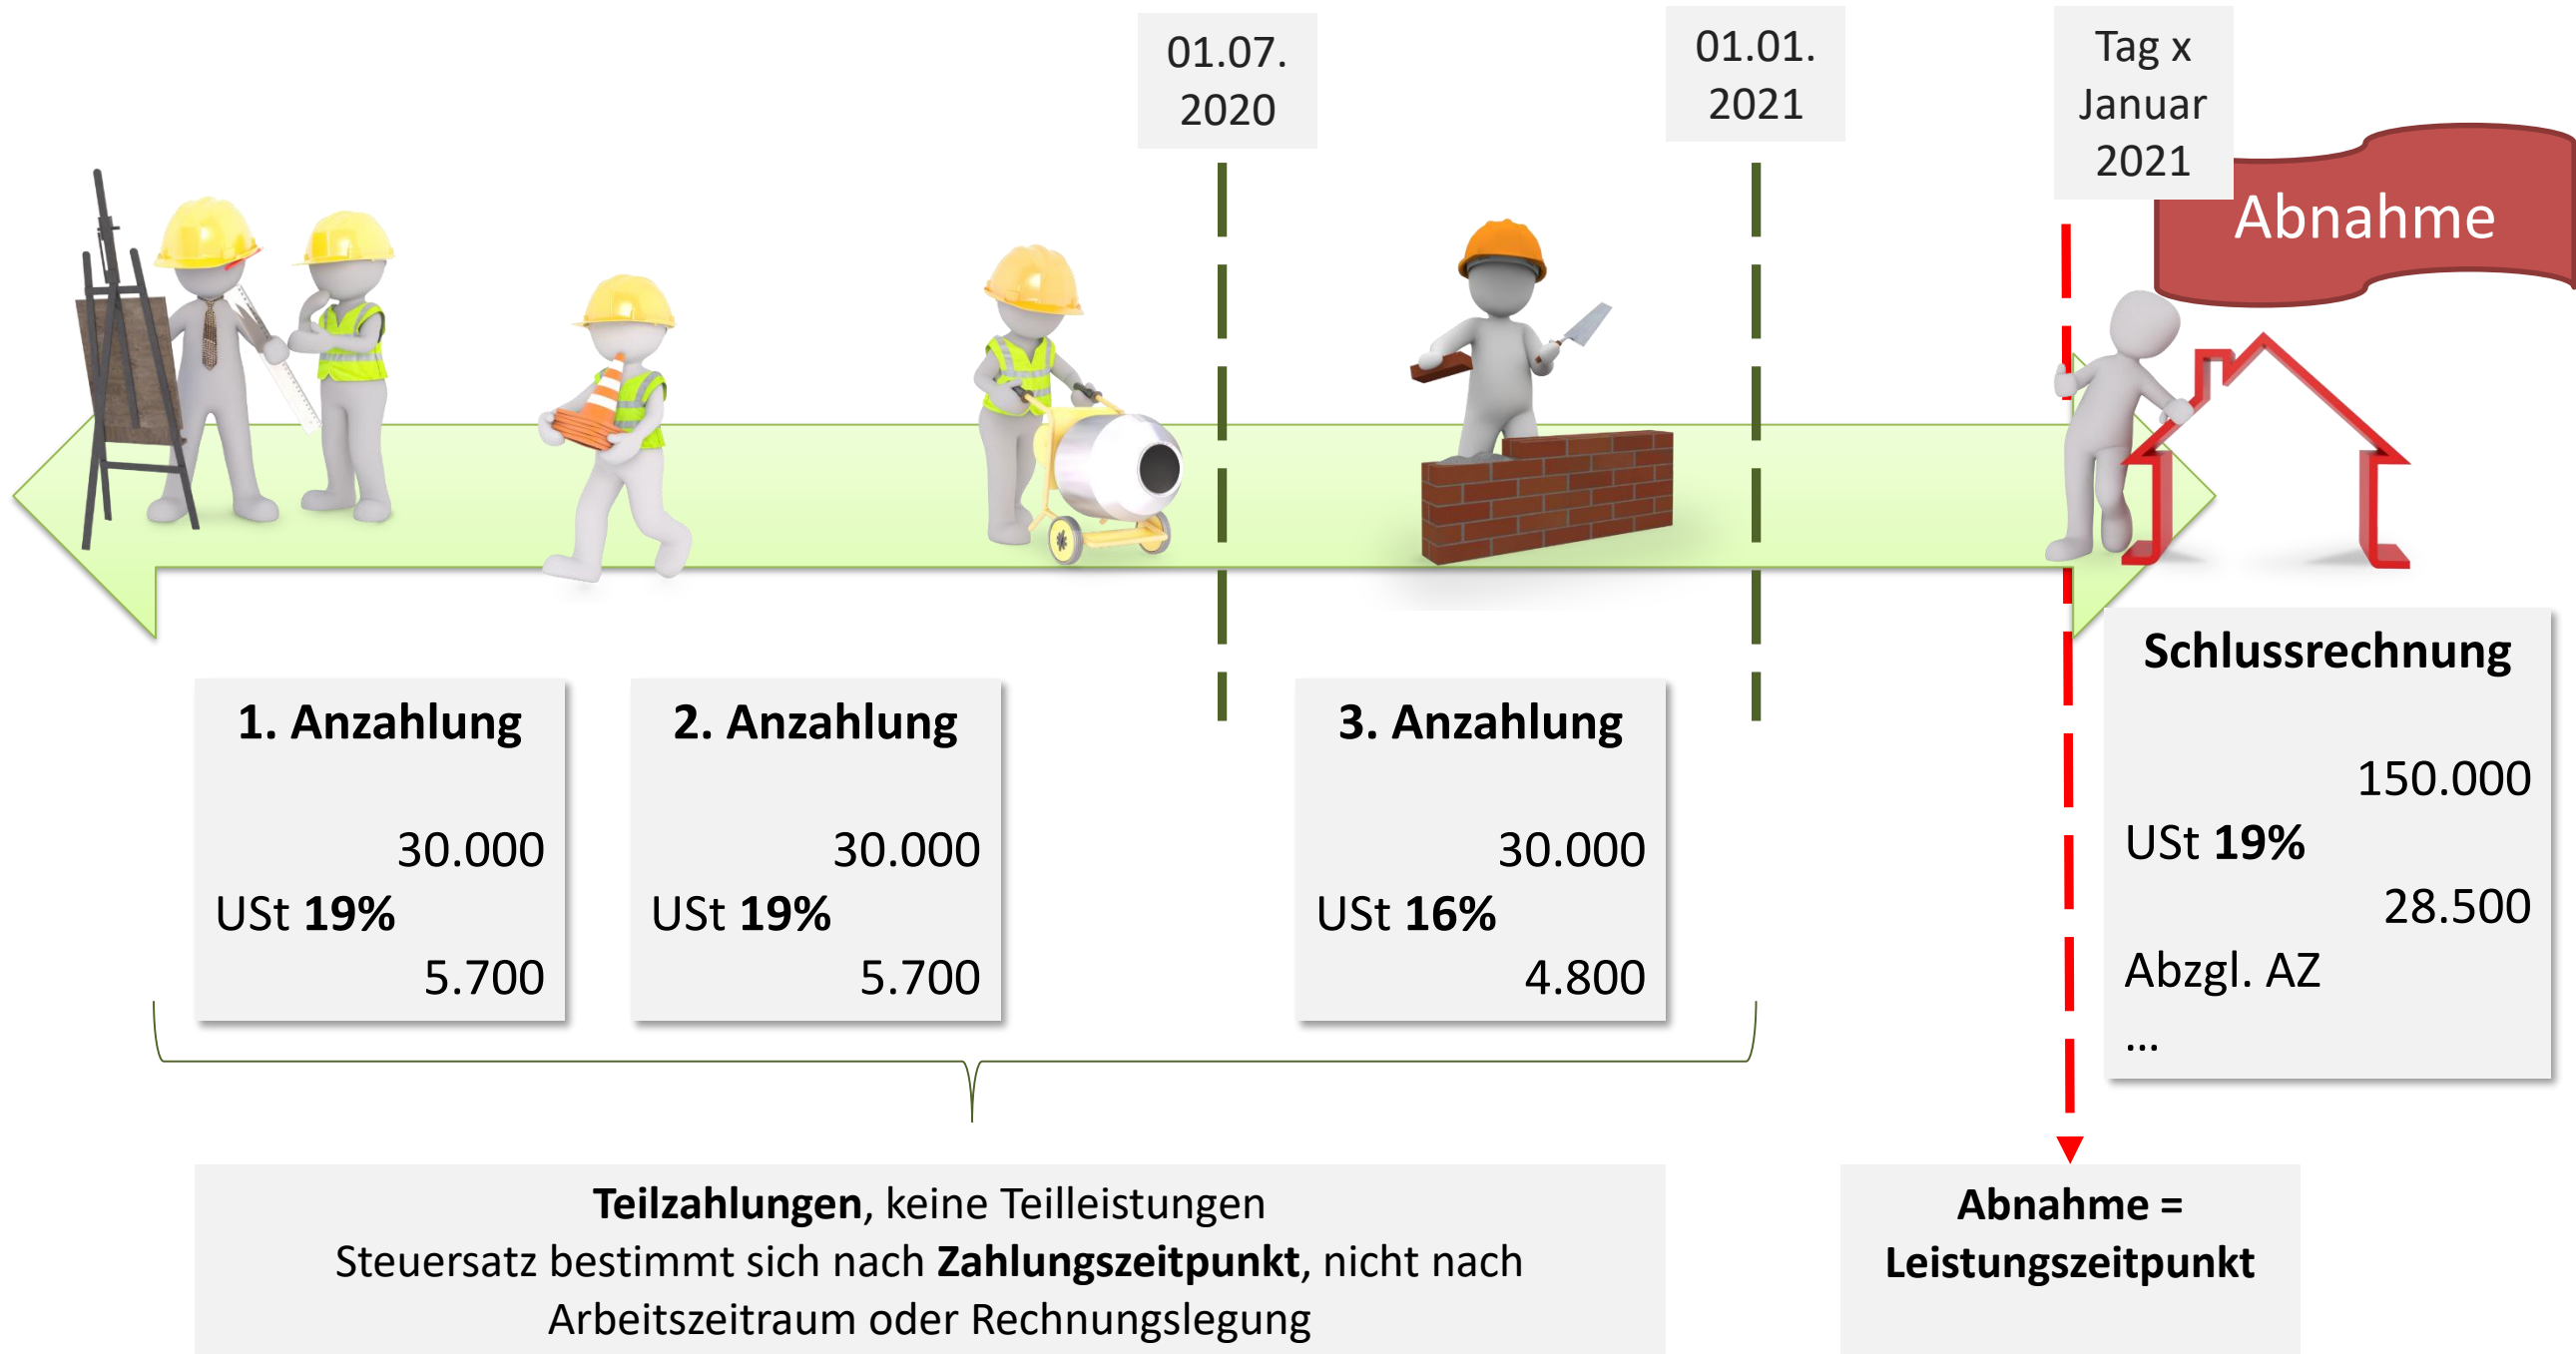 01.07.
2020
01.01.
2021
Tag x
Januar
2021
Abnahme
1. Anzahlung
30.000
USt 19%
5.700
2. Anzahlung
30.000
USt 19%
5.700
3. Anzahlung
30.000
USt 16%
4.800
Schlussrechnung
150.000
USt 19%
28.500
Abzgl. AZ
...
Teilzahlungen, keine Teilleistungen
Steuersatz bestimmt sich nach Zahlungszeitpunkt, nicht nach
Arbeitszeitraum oder Rechnungslegung
Abnahme =
Leistungszeitpunkt